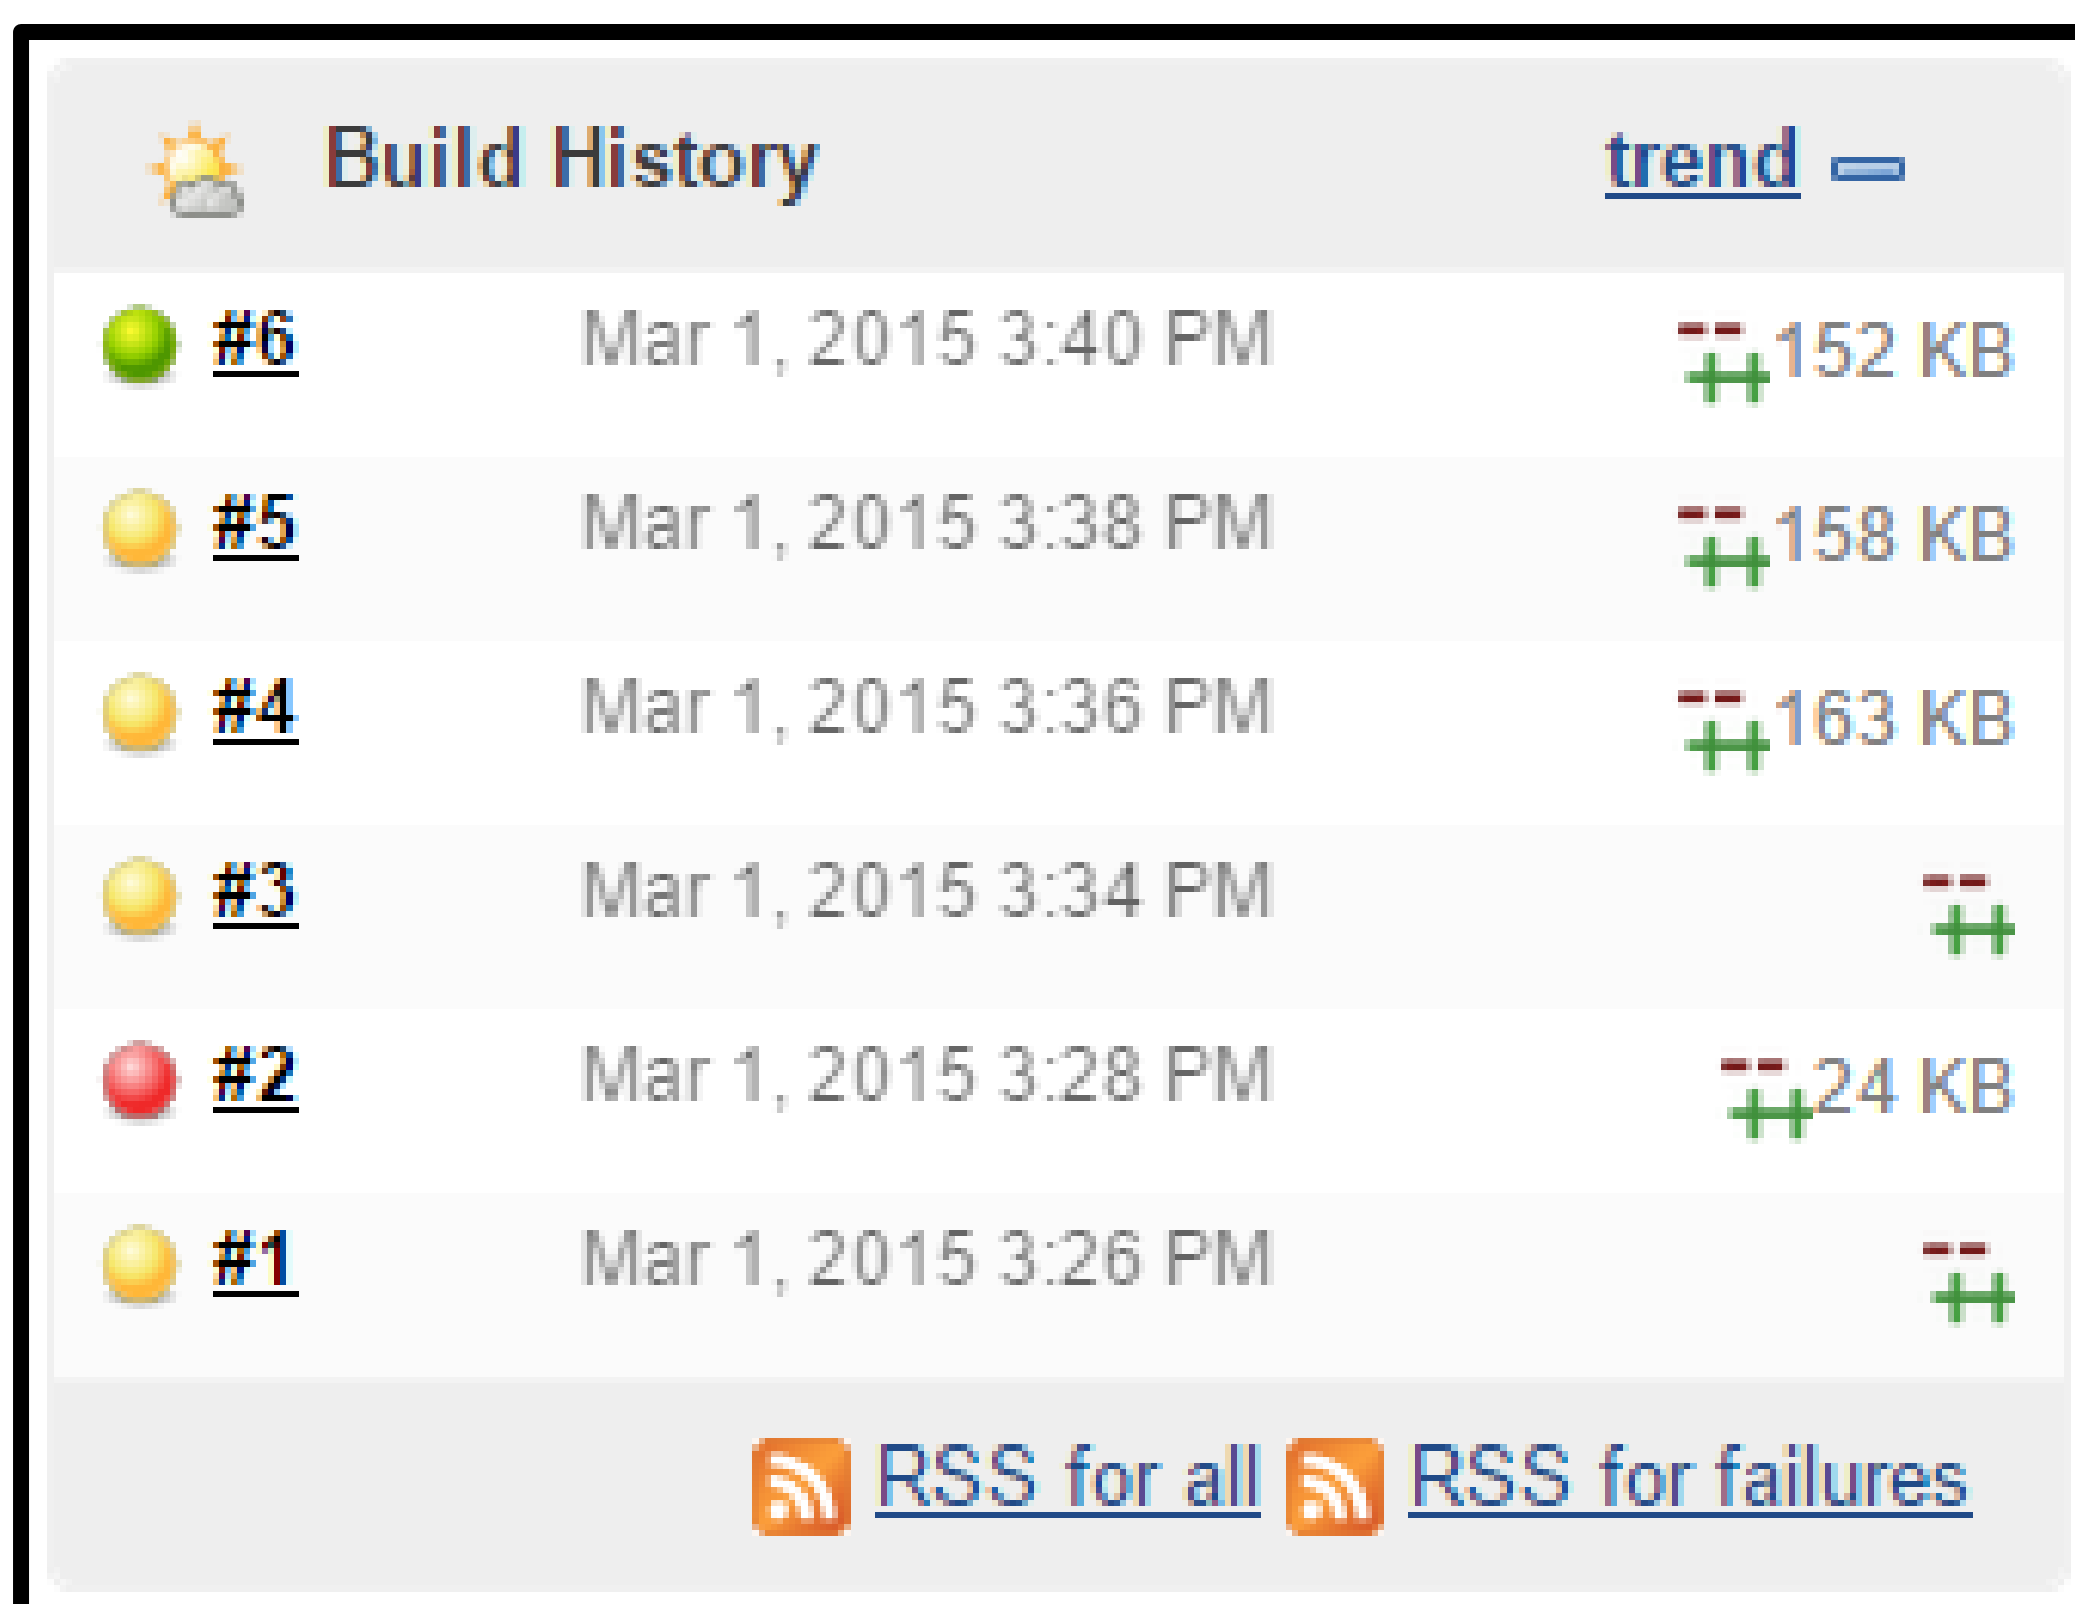 Build History trend
#6 Mar 1, 2015 3:40 PM 152 KB
#5 Mar 1, 2015 3:38 PM 158 KB
#4 Mar 1, 2015 3:36 PM 163 KB
#3 Mar 1, 2015 3:34 PM
#2 Mar 1, 2015 3:28 PM 24 KB
#1 Mar 1, 2015 3:26 PM
RSS for all RSS for failures